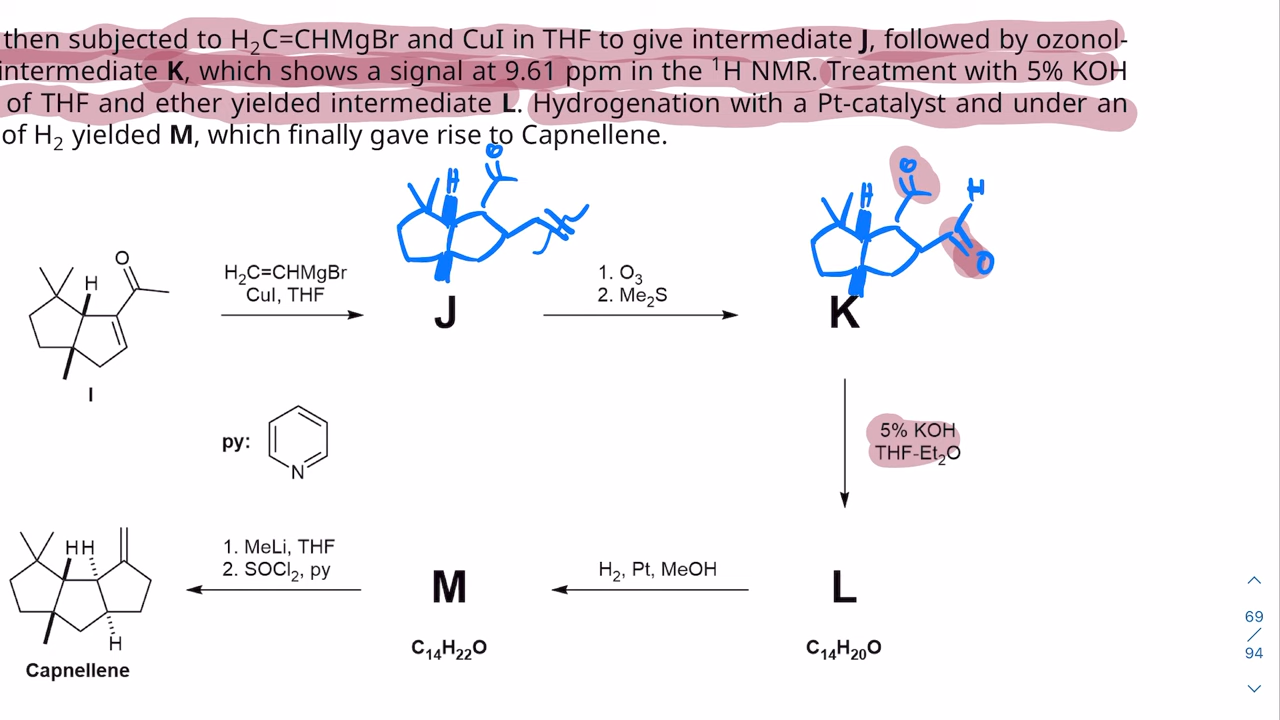 then subjected to H₂C=CHMgBr and CuI in THF to give intermediate J, followed by ozonol-
intermediate K, which shows a signal at 9.61 ppm in the ¹H NMR. Treatment with 5% KOH
of THF and ether yielded intermediate L. Hydrogenation with a Pt-catalyst and under an
of H₂ yielded M, which finally gave rise to Capnellene.
O
H
O
H
H
O
H
O
H
I
H₂C=CHMgBr
CuI, THF
J
1. O₃
2. Me₂S
K
py:
N
5% KOH
THF-Et₂O
H H
H
Capnellene
1. MeLi, THF
2. SOCl₂, py
M
C₁₄H₂₂O
H₂, Pt, MeOH
L
C₁₄H₂₀O
69
/
94